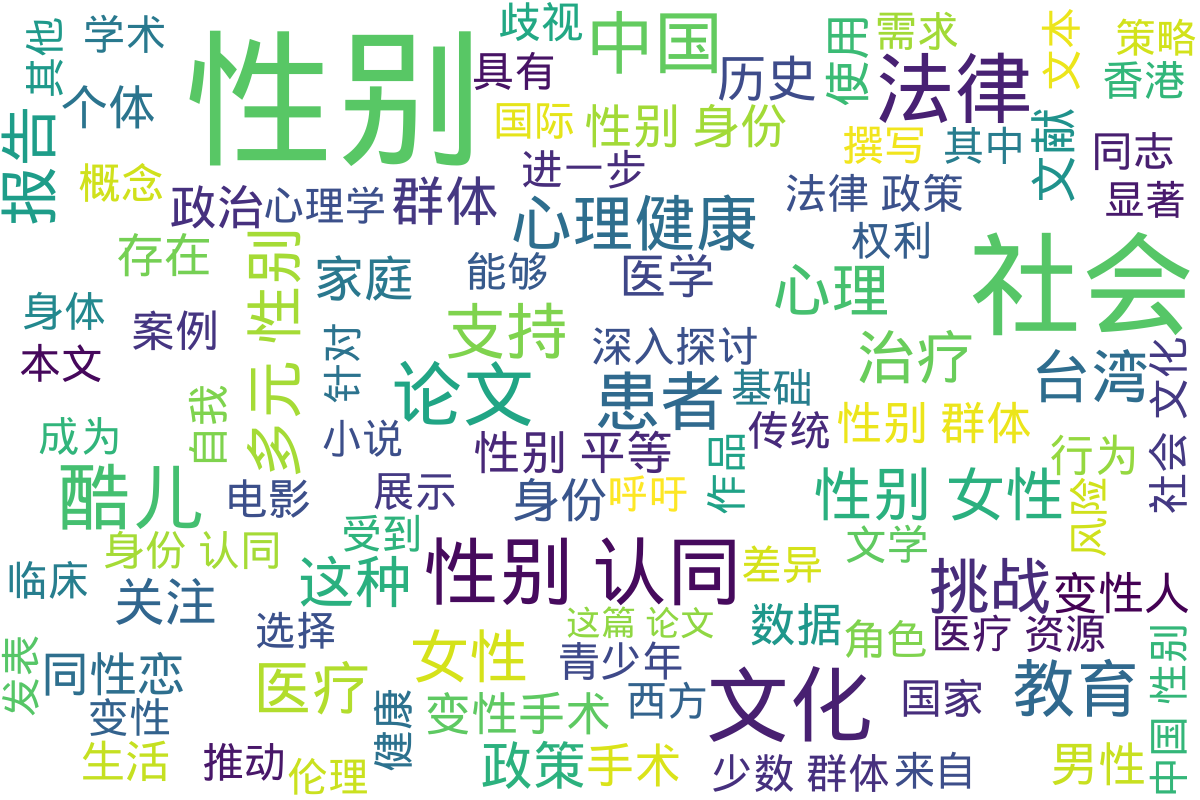 性别
社会
中国
法律
歧视
学术
其他
个体
报告
概念
具有
历史
使用
需求
文本
策略
香港
国际
性别 身份
撰写
其中
文献
同志
显著
进一步
政治
心理学
群体
心理健康
法律 政策
权利
存在
多元 性别
家庭
能够
医学
心理
身体
案例
针对
支持
深入探讨
治疗
台湾
社会 文化
本文
论文
患者
基础
自我
成为
小说
性别 平等
传统
性别 群体
行为
酷儿
电影
展示
身份
呼吁
作品
性别 女性
风险
身份 认同
受到
性别 认同
差异
文学
临床
关注
这种
挑战
变性人
选择
这篇 论文
数据
角色
医疗 资源
发表
同性恋
女性
青少年
中国 性别
变性
医疗
健康
变性手术
西方
文化
国家
教育
生活
推动
伦理
政策
手术
少数 群体
来自
男性